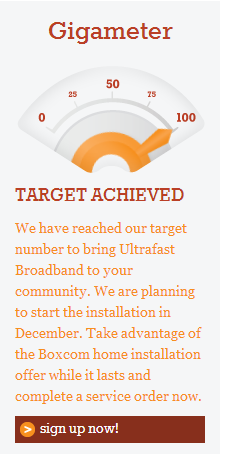 Gigameter
50
25 75
0 100
TARGET ACHIEVED
We have reached our target
number to bring Ultrafast
Broadband to your
community. We are planning
to start the installation in
December. Take advantage of
the Boxcom home installation
offer while it lasts and
complete a service order now.
> sign up now!